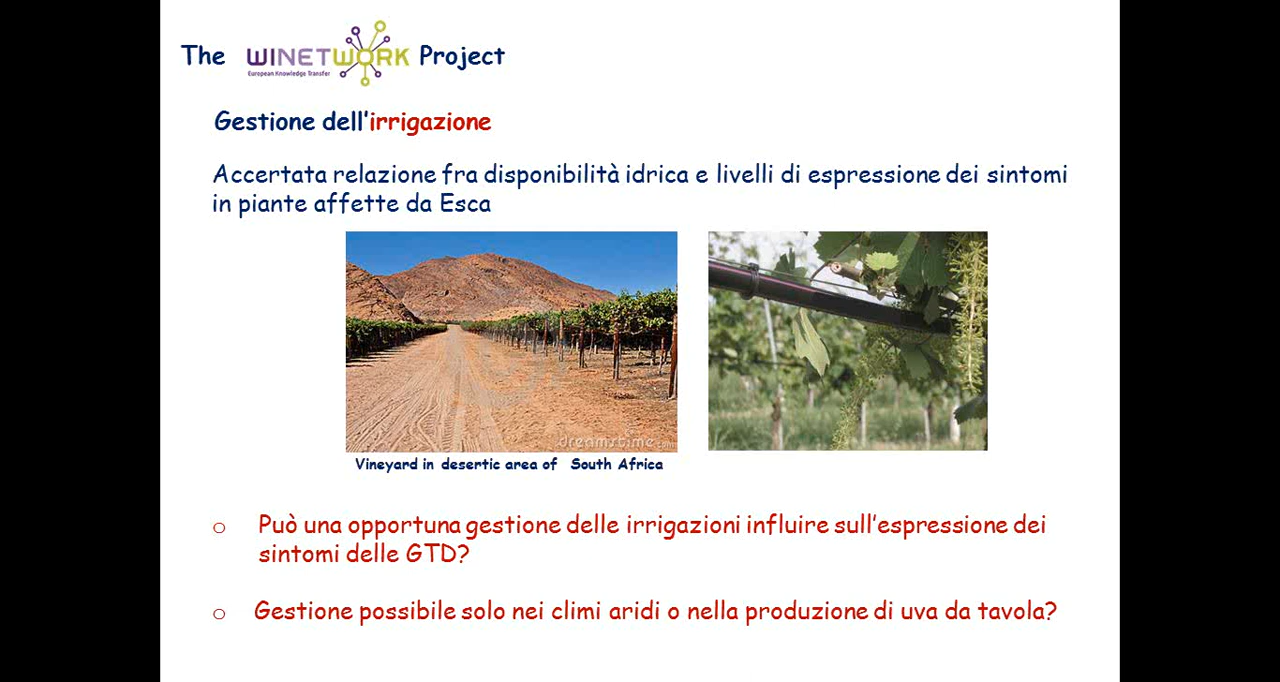 The WINETWORK Project
European Knowledge Transfer
Gestione dell'irrigazione
Accertata relazione fra disponibilità idrica e livelli di espressione dei sintomi
in piante affette da Esca
dreamstime.com
Vineyard in desertic area of South Africa
o Può una opportuna gestione delle irrigazioni influire sull'espressione dei
sintomi delle GTD?
o Gestione possibile solo nei climi aridi o nella produzione di uva da tavola?